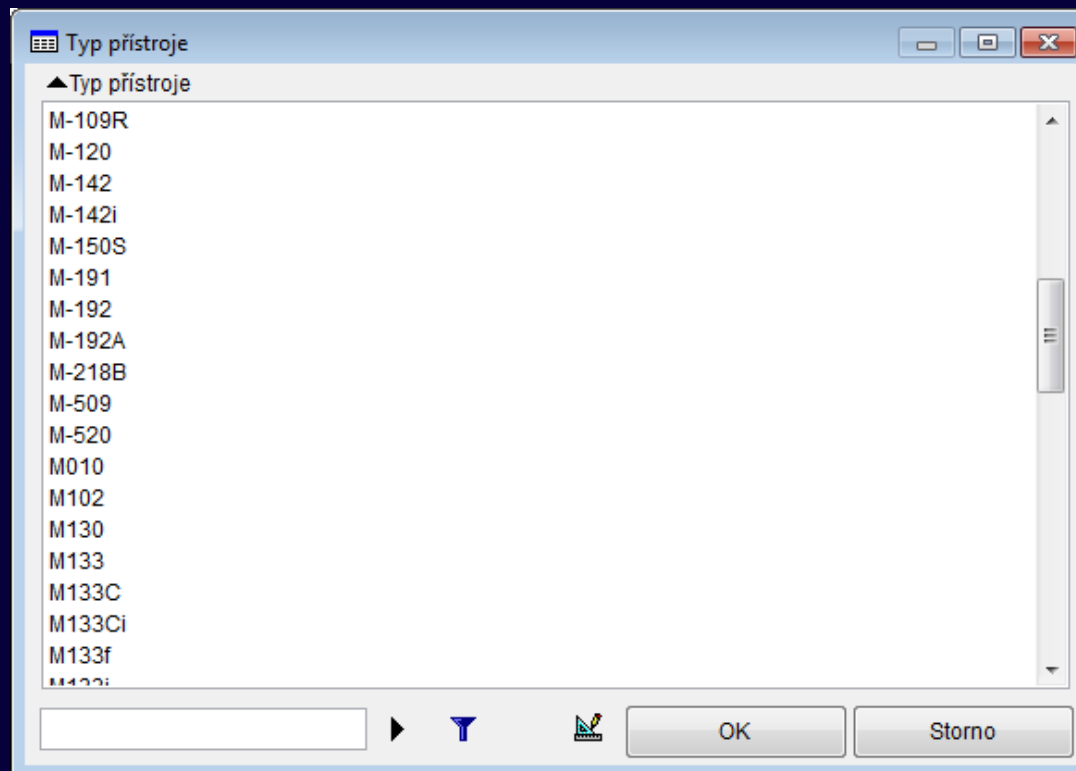 Typ přístroje
Typ přístroje
M-109R
M-120
M-142
M-142i
M-150S
M-191
M-192
M-192A
M-218B
M-509
M-520
M010
M102
M130
M133
M133C
M133Ci
M133f
OK Storno